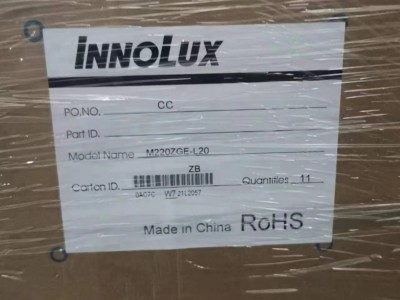 INNOLUX
PO.NO. CC
Part ID.
Model Name M220ZGE-L20
ZB
Carton ID. Quantities 11
Made in China RoHS